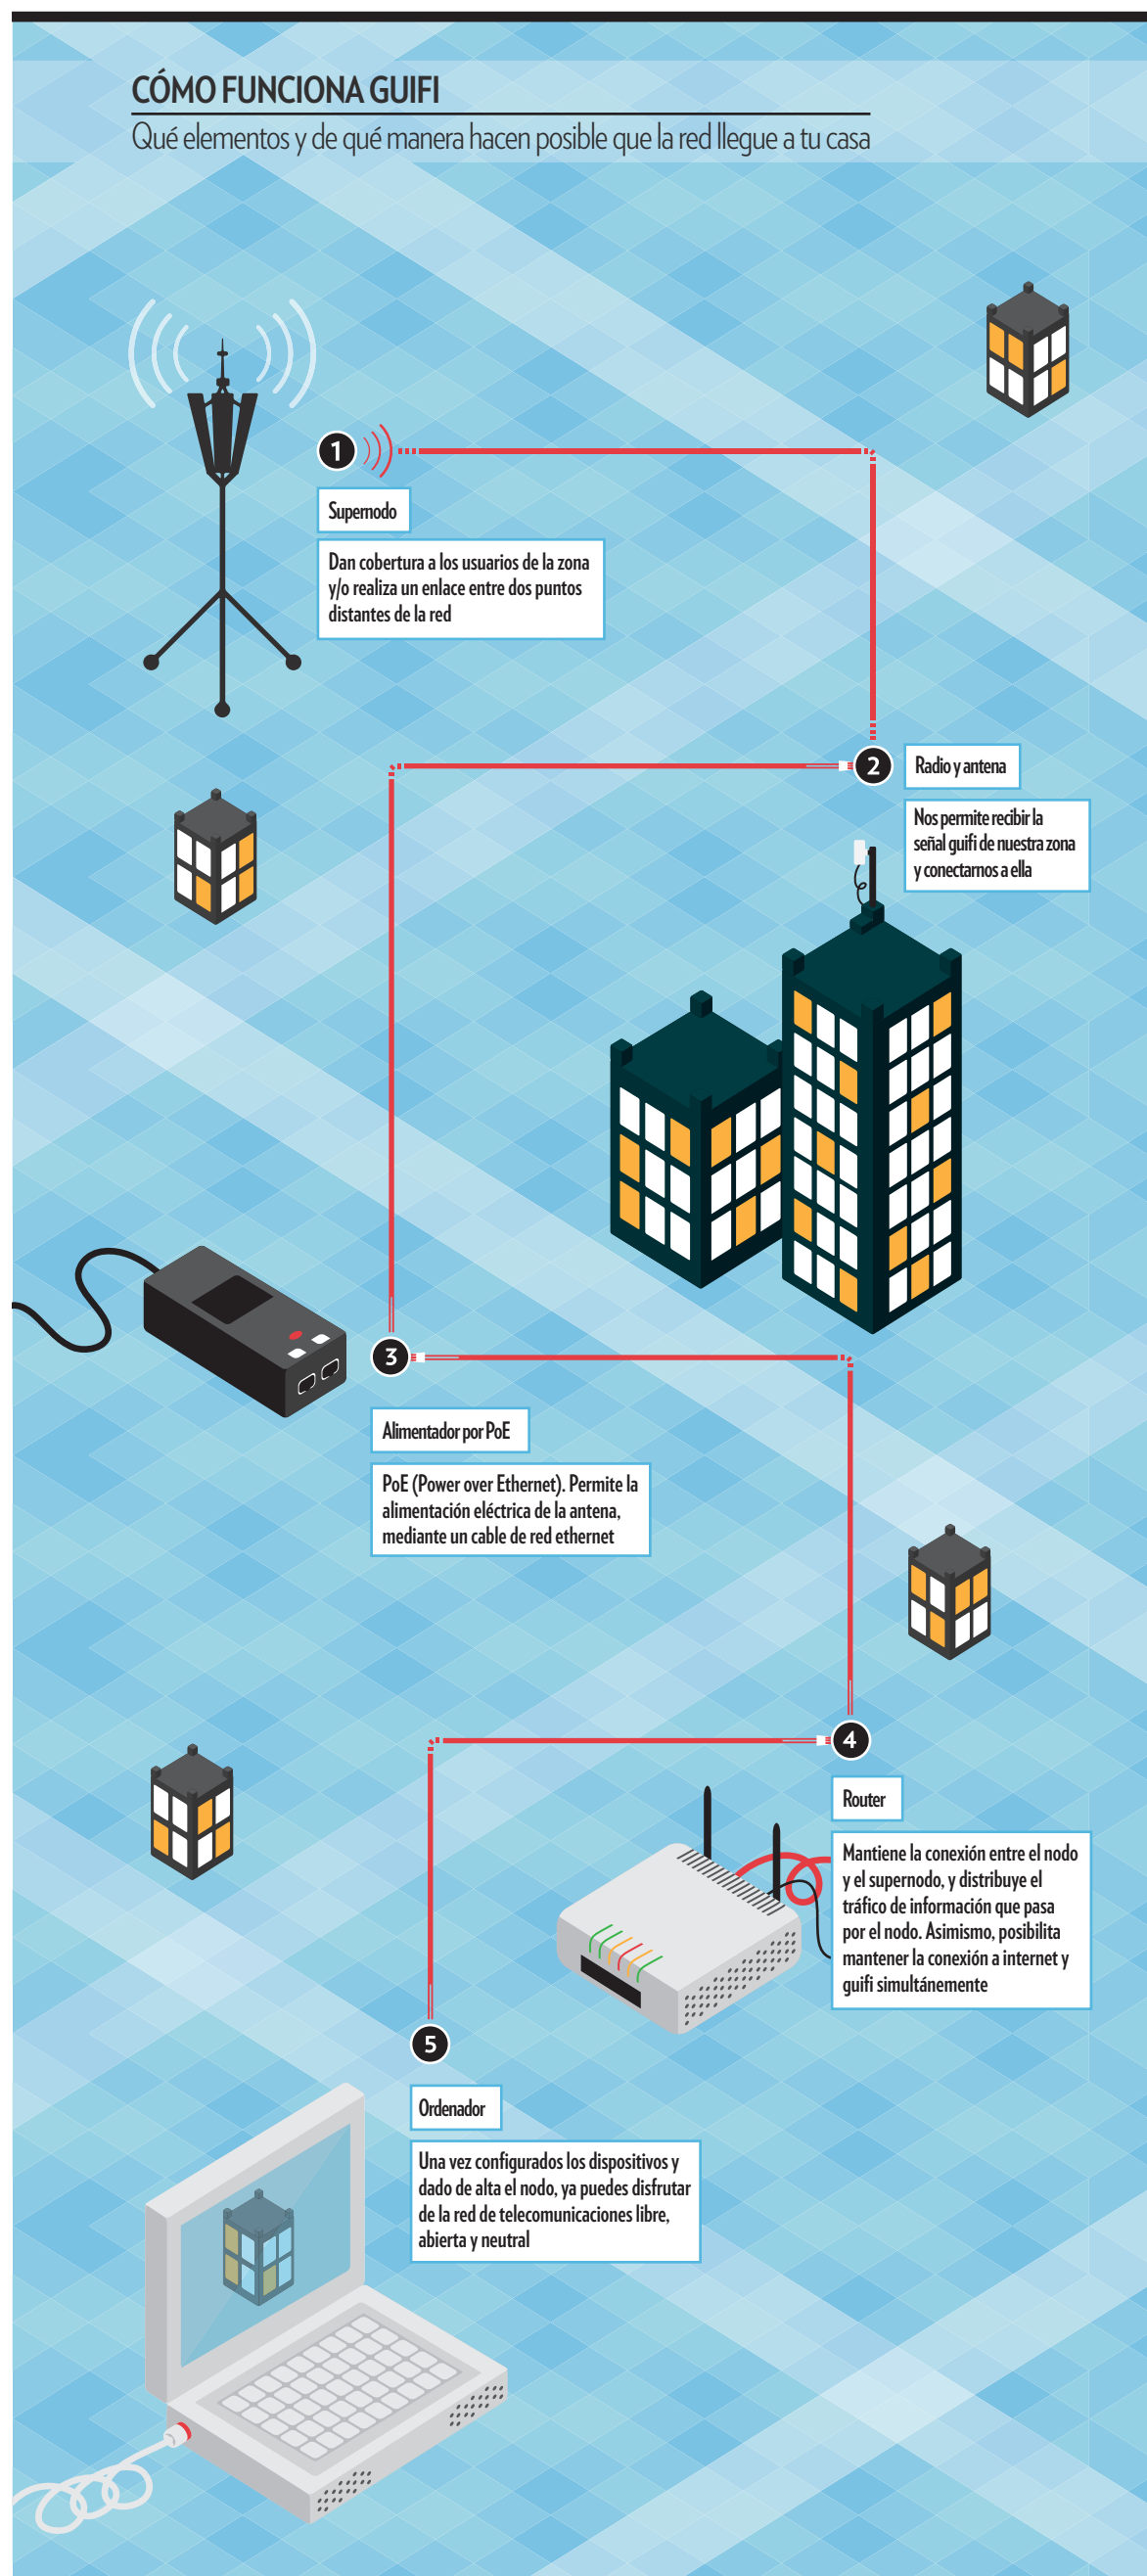 CÓMO FUNCIONA GUIFI
Qué elementos y de qué manera hacen posible que la red llegue a tu casa
1
Supernodo
Dan cobertura a los usuarios de la zona
y/o realiza un enlace entre dos puntos
distantes de la red
2
Radio y antena
Nos permite recibir la
señal guifi de nuestra zona
y conectarnos a ella
3
Alimentador por PoE
PoE (Power over Ethernet). Permite la
alimentación eléctrica de la antena,
mediante un cable de red ethernet
4
Router
Mantiene la conexión entre el nodo
y el supernodo, y distribuye el
tráfico de información que pasa
por el nodo. Asimismo, posibilita
mantener la conexión a internet y
guifi simultánemente
5
Ordenador
Una vez configurados los dispositivos y
dado de alta el nodo, ya puedes disfrutar
de la red de telecomunicaciones libre,
abierta y neutral